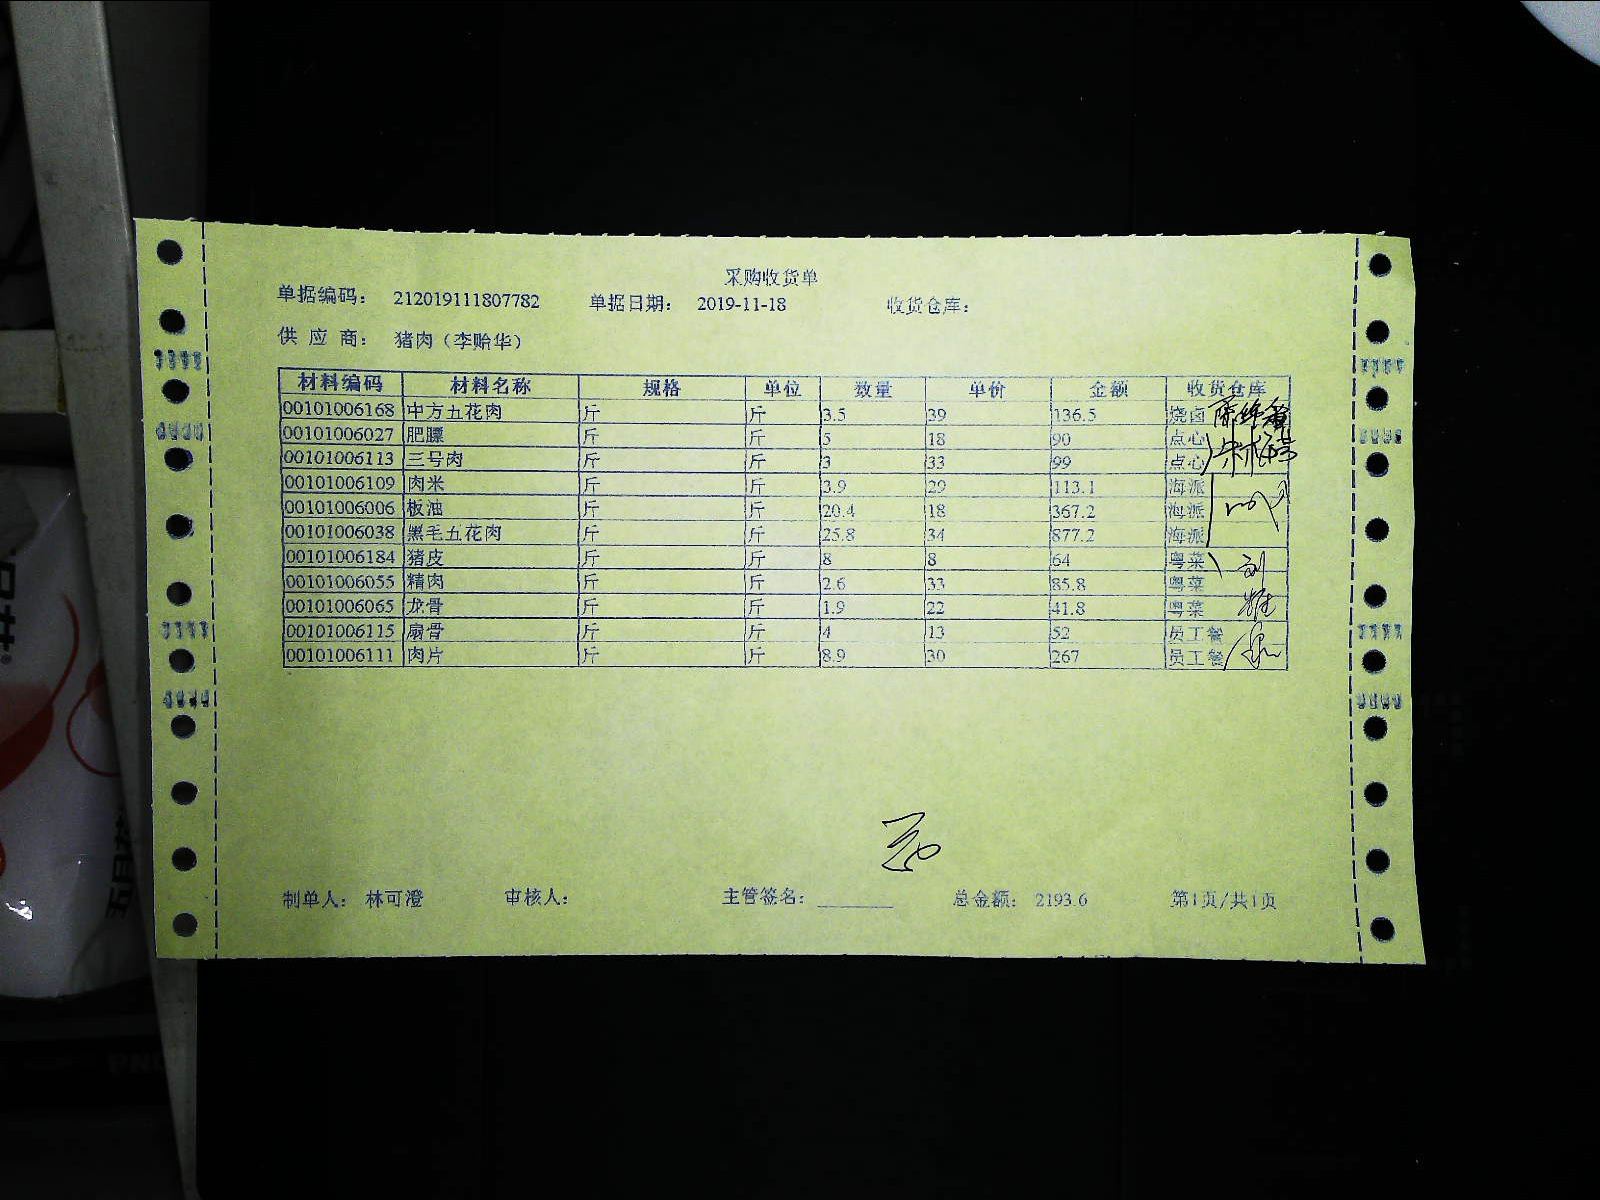 采购收货单
单据编码： 212019111807782 单据日期： 2019-11-18 收货仓库：
供 应 商： 猪肉（李贻华）
材料编码 材料名称 规格 单位 数量 单价 金额 收货仓库
00101006168 中方五花肉 斤 斤 3.5 39 136.5 烧卤
00101006027 肥膘 斤 斤 5 18 90 点心
00101006113 三号肉 斤 斤 3 33 99 点心
00101006109 肉米 斤 斤 3.9 29 113.1 海派
00101006006 板油 斤 斤 20.4 18 367.2 海派
00101006038 黑毛五花肉 斤 斤 25.8 34 877.2 海派
00101006184 猪皮 斤 斤 8 8 64 粤菜
00101006055 精肉 斤 斤 2.6 33 85.8 粤菜
00101006065 龙骨 斤 斤 1.9 22 41.8 粤菜
00101006115 扇骨 斤 斤 4 13 52 员工餐
00101006111 肉片 斤 斤 8.9 30 267 员工餐
制单人： 林可澄 审核人： 主管签名： 总金额： 2193.6 第1页/共1页